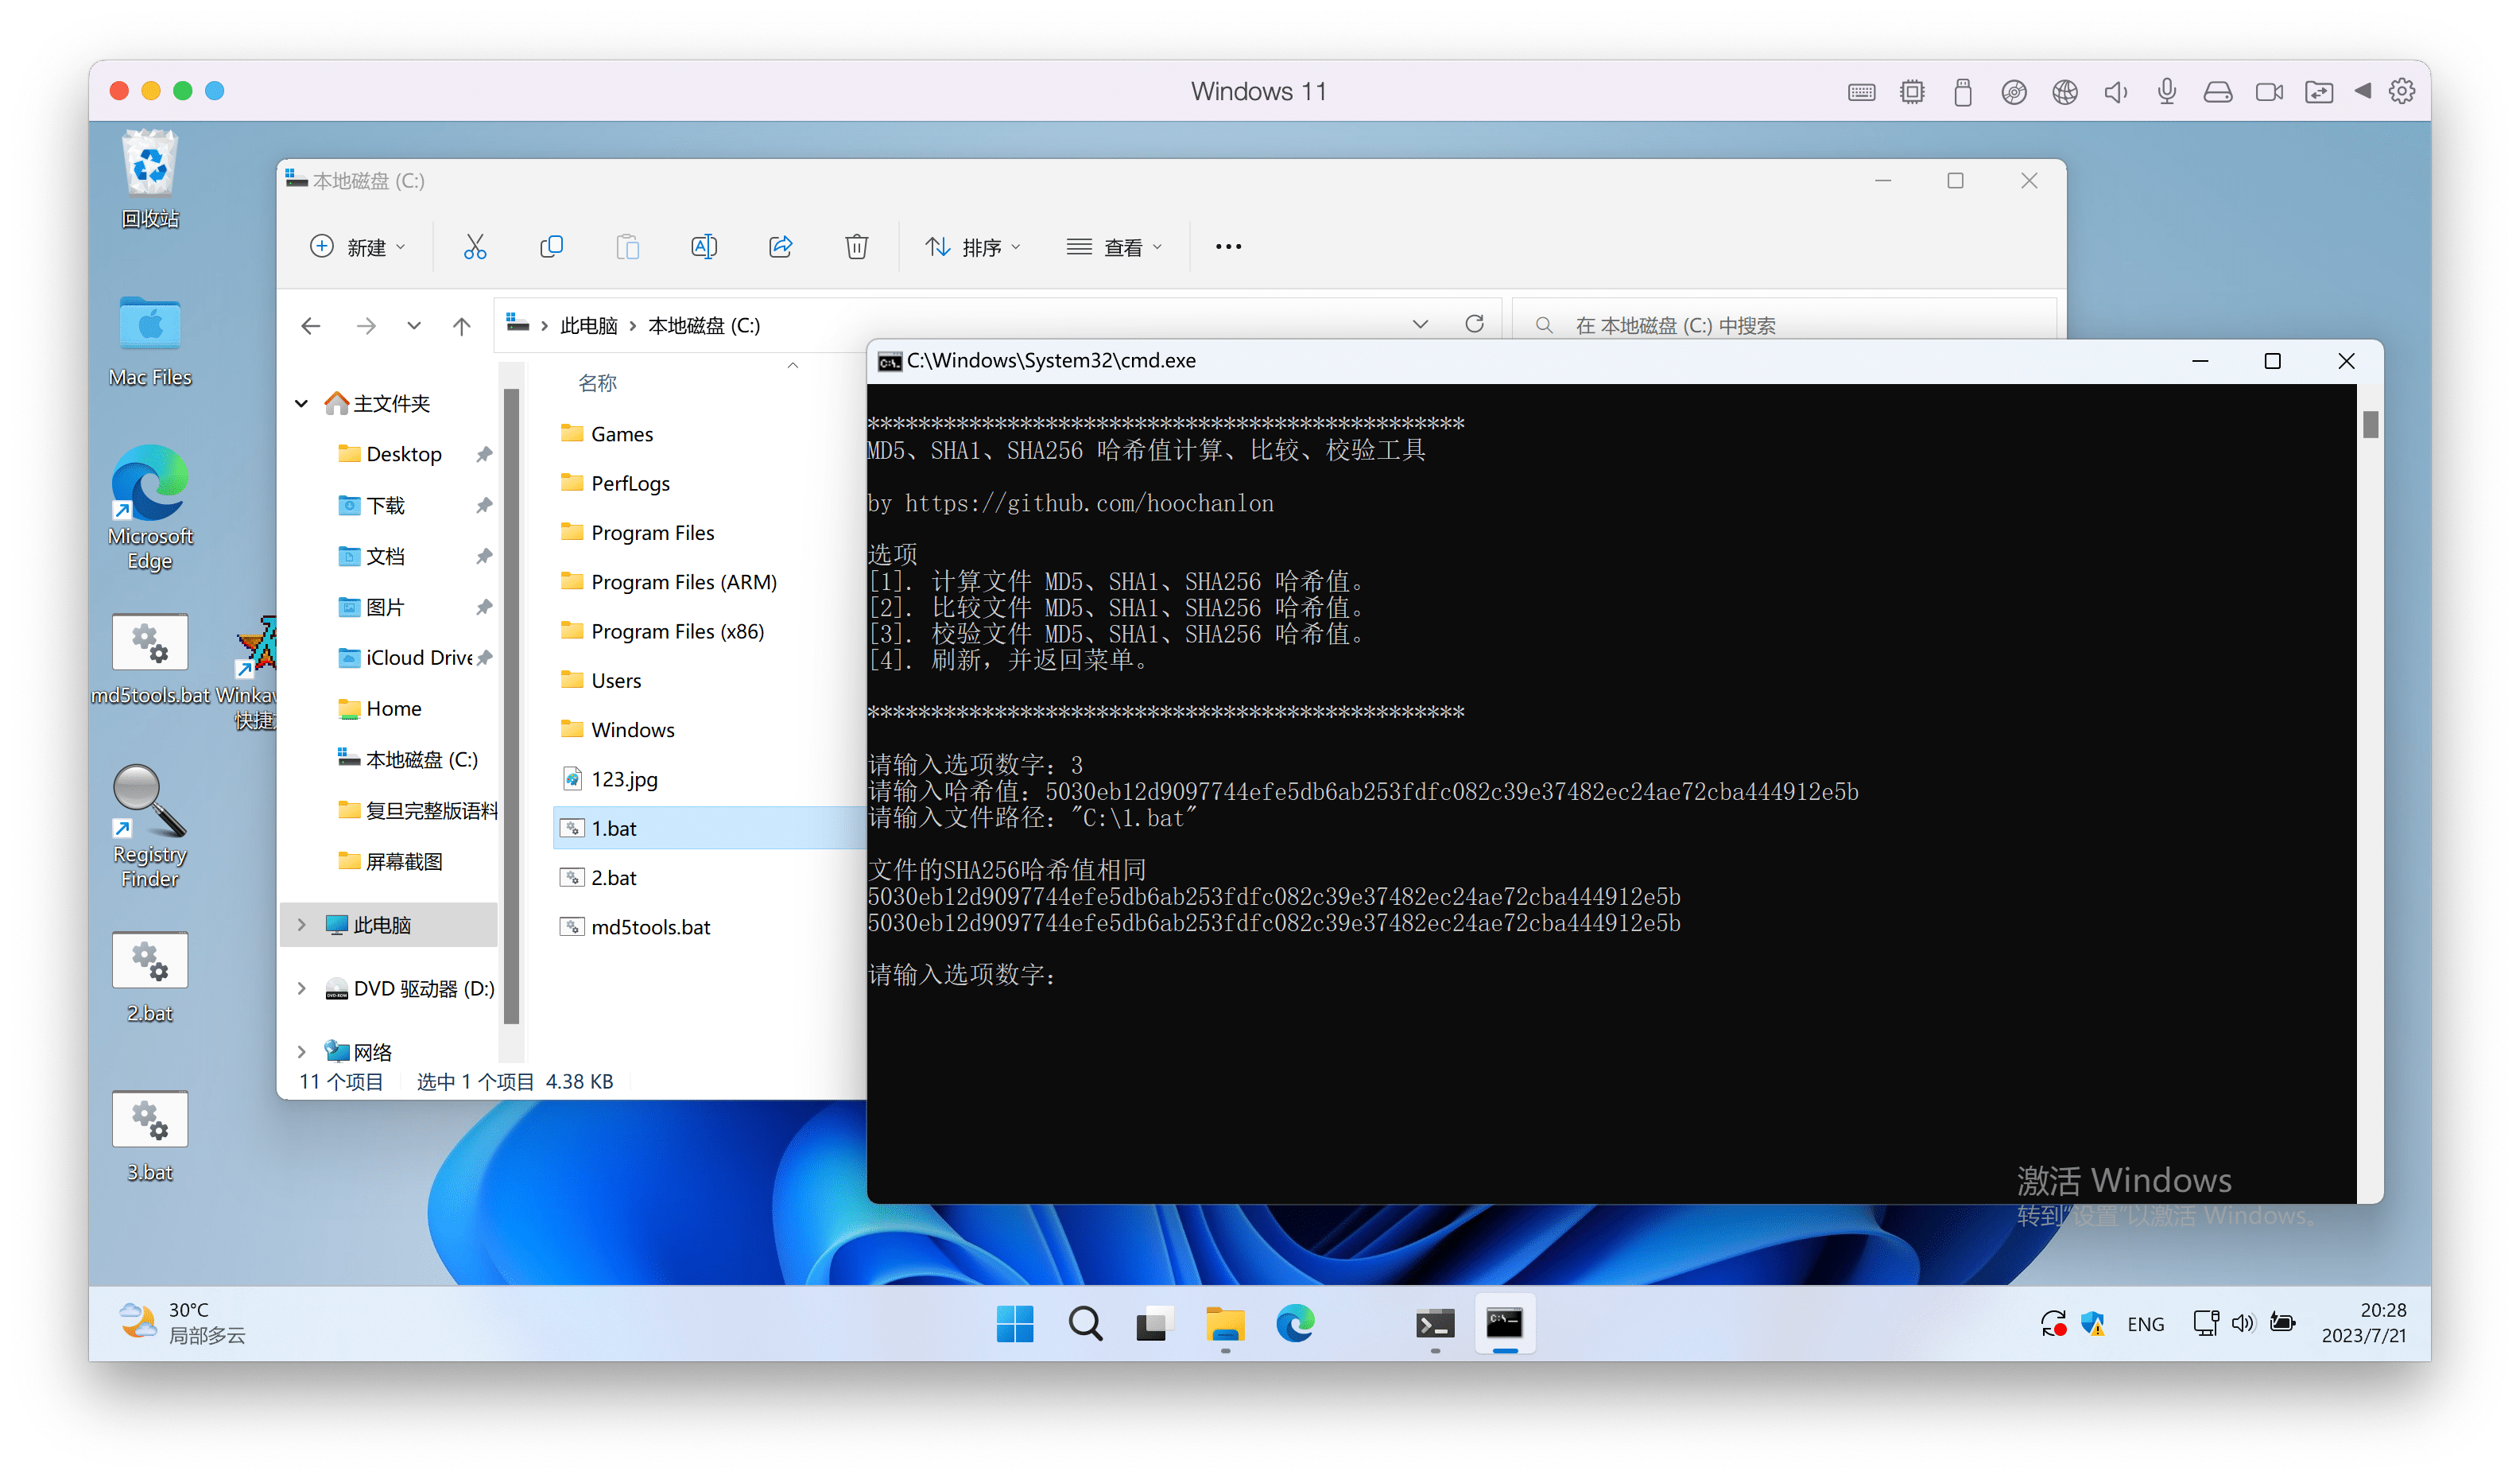 Windows 11
回收站
Mac Files
Microsoft
Edge
md5tools.bat
Winkaw
快捷
Registry
Finder
2.bat
3.bat
本地磁盘 (C:)
新建
排序
查看
此电脑 › 本地磁盘 (C:)
在 本地磁盘 (C:) 中搜索
主文件夹
Desktop
下载
文档
图片
iCloud Drive
Home
本地磁盘 (C:)
复旦完整版语料
屏幕截图
此电脑
DVD 驱动器 (D:)
网络
名称
Games
PerfLogs
Program Files
Program Files (ARM)
Program Files (x86)
Users
Windows
123.jpg
1.bat
2.bat
md5tools.bat
11 个项目
选中 1 个项目 4.38 KB
C:\Windows\System32\cmd.exe
***********************************************
MD5、SHA1、SHA256 哈希值计算、比较、校验工具
by https://github.com/hoochanlon
选项
[1]. 计算文件 MD5、SHA1、SHA256 哈希值。
[2]. 比较文件 MD5、SHA1、SHA256 哈希值。
[3]. 校验文件 MD5、SHA1、SHA256 哈希值。
[4]. 刷新，并返回菜单。
***********************************************
请输入选项数字：3
请输入哈希值：5030eb12d9097744efe5db6ab253fdfc082c39e37482ec24ae72cba444912e5b
请输入文件路径："C:\1.bat"
文件的SHA256哈希值相同
5030eb12d9097744efe5db6ab253fdfc082c39e37482ec24ae72cba444912e5b
5030eb12d9097744efe5db6ab253fdfc082c39e37482ec24ae72cba444912e5b
请输入选项数字：
激活 Windows
转到"设置"以激活 Windows。
30°C
局部多云
ENG
20:28
2023/7/21